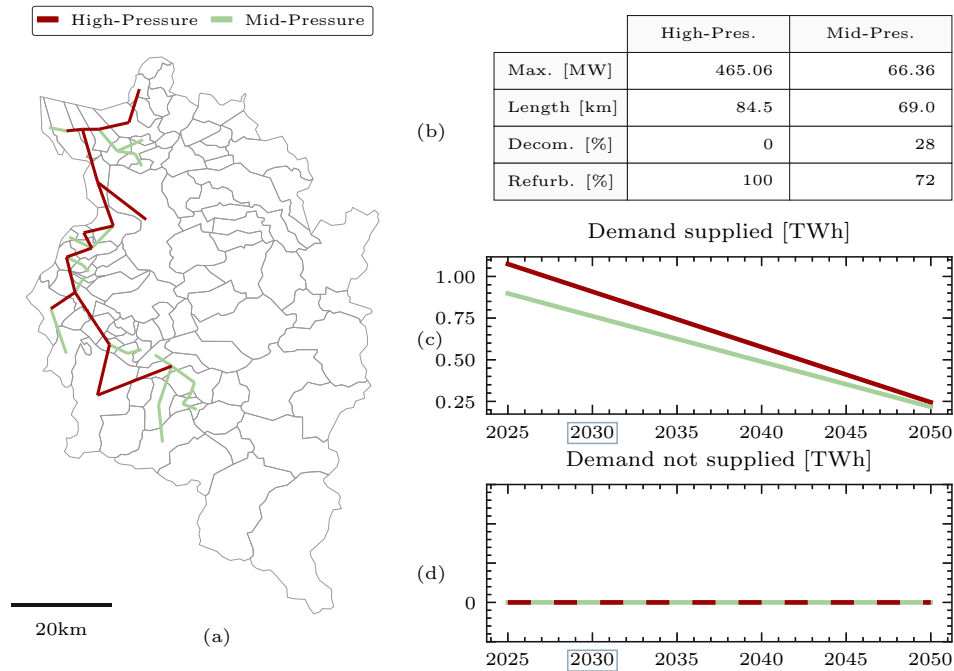 High-Pressure Mid-Pressure
20km
(a)
(b)
High-Pres. Mid-Pres.
Max. [MW] 465.06 66.36
Length [km] 84.5 69.0
Decom. [%] 0 28
Refurb. [%] 100 72
Demand supplied [TWh]
1.00
0.75
(c)
0.50
0.25
2025 2030 2035 2040 2045 2050
Demand not supplied [TWh]
(d)
0
2025 2030 2035 2040 2045 2050